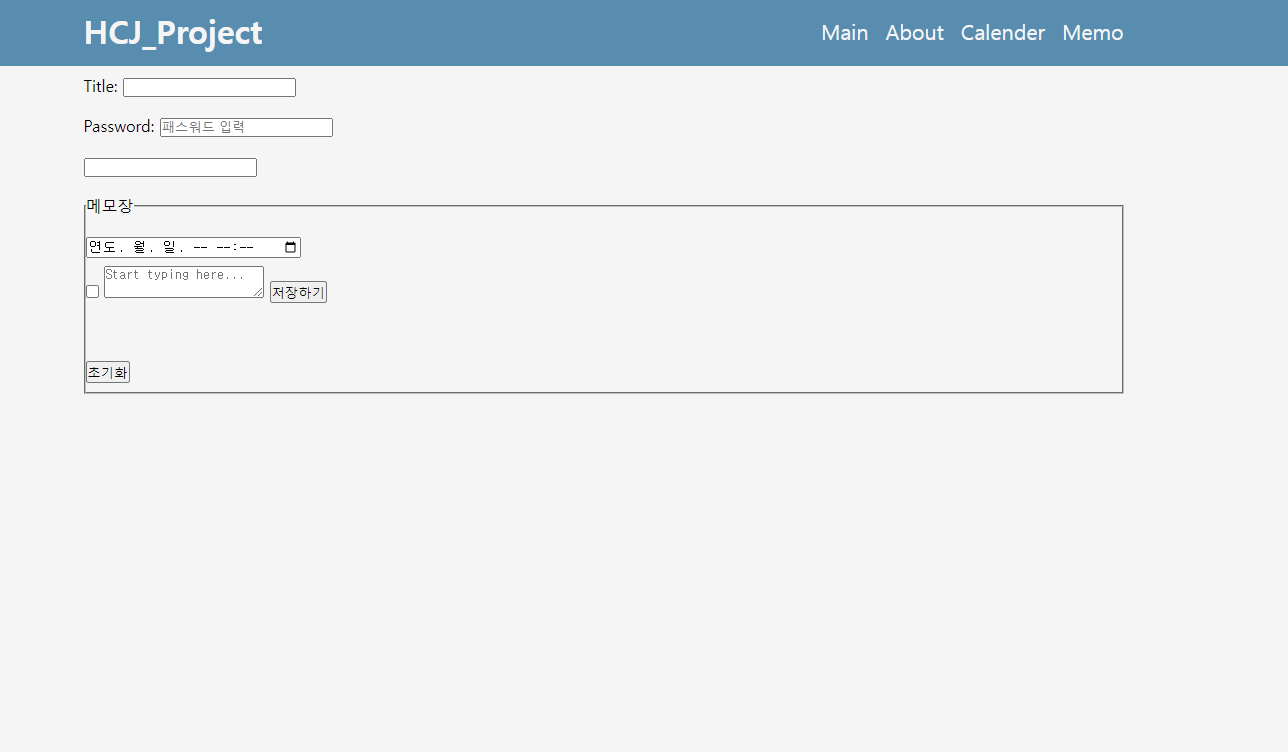 HCJ_Project Main About Calender Memo
Title:
Password: 패스워드 입력
메모장
연도. 월. 일. -- --:--
Start typing here... 저장하기
초기화